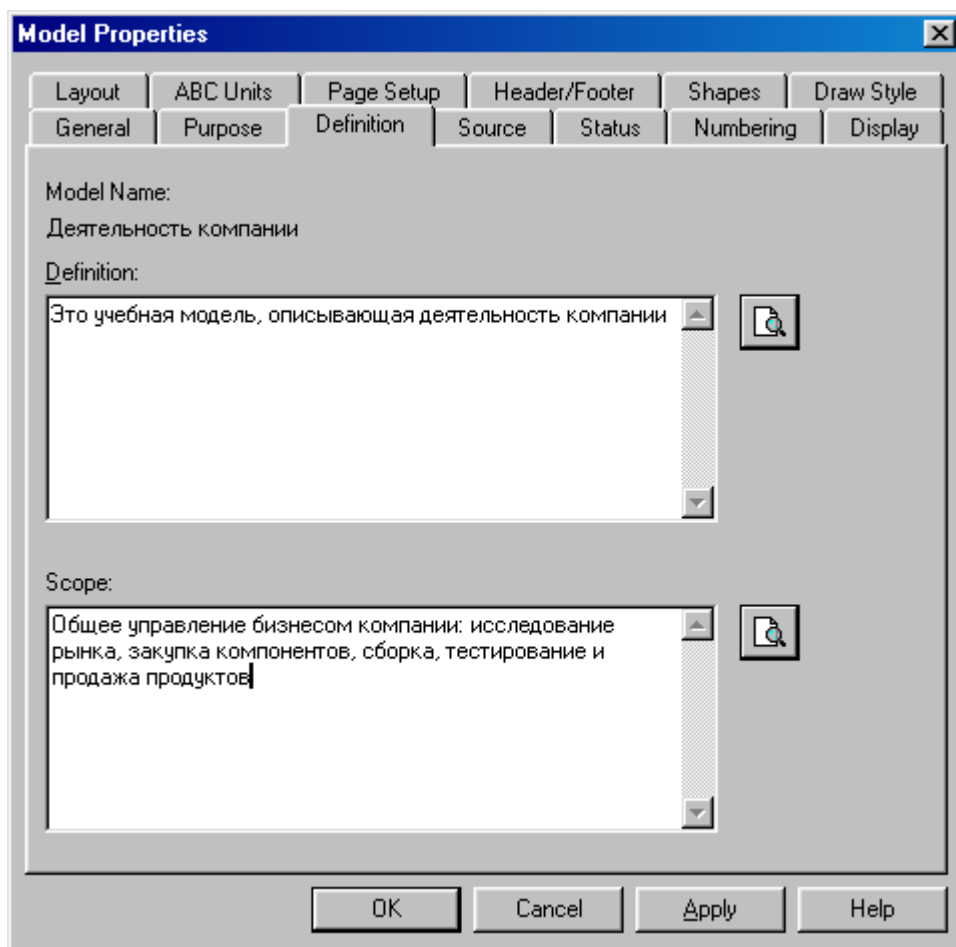 Model Properties
Layout ABC Units Page Setup Header/Footer Shapes Draw Style
General Purpose Definition Source Status Numbering Display
Model Name:
Деятельность компании
Definition:
Это учебная модель, описывающая деятельность компании
Scope:
Общее управление бизнесом компании: исследование
рынка, закупка компонентов, сборка, тестирование и
продажа продуктов
OK Cancel Apply Help